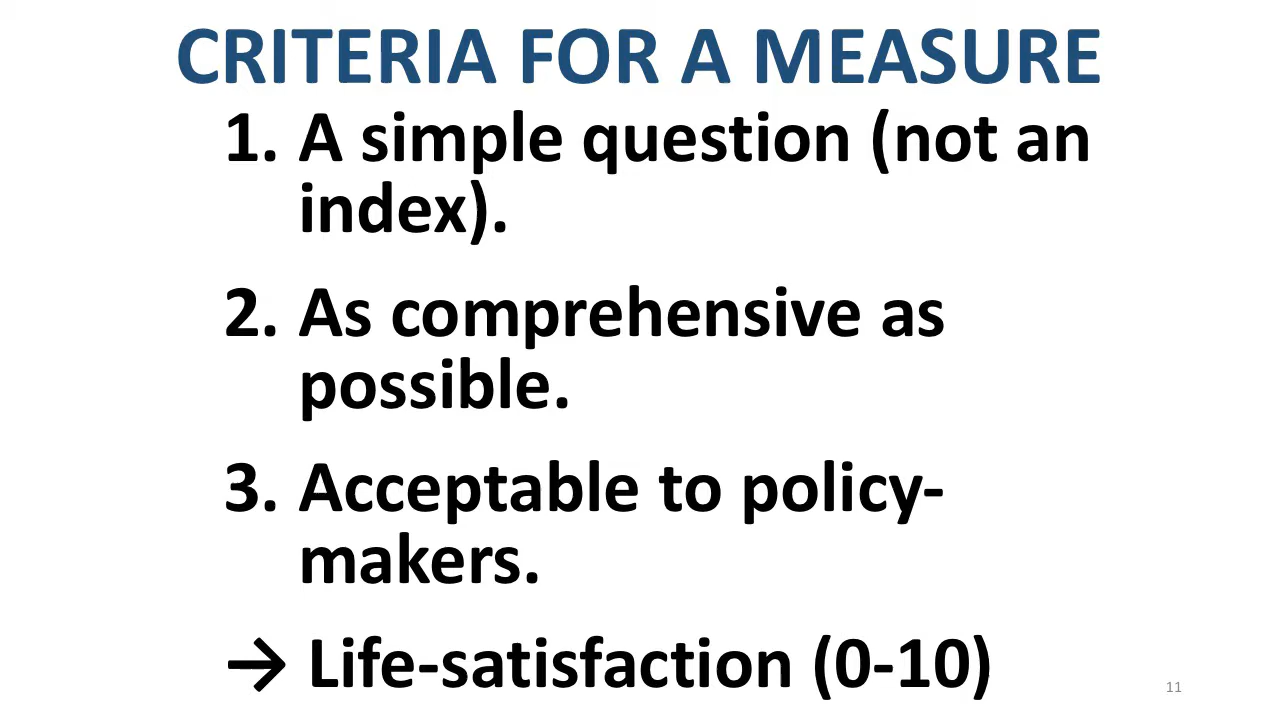 CRITERIA FOR A MEASURE
1. A simple question (not an
index).
2. As comprehensive as
possible.
3. Acceptable to policy-
makers.
→ Life-satisfaction (0-10)
11